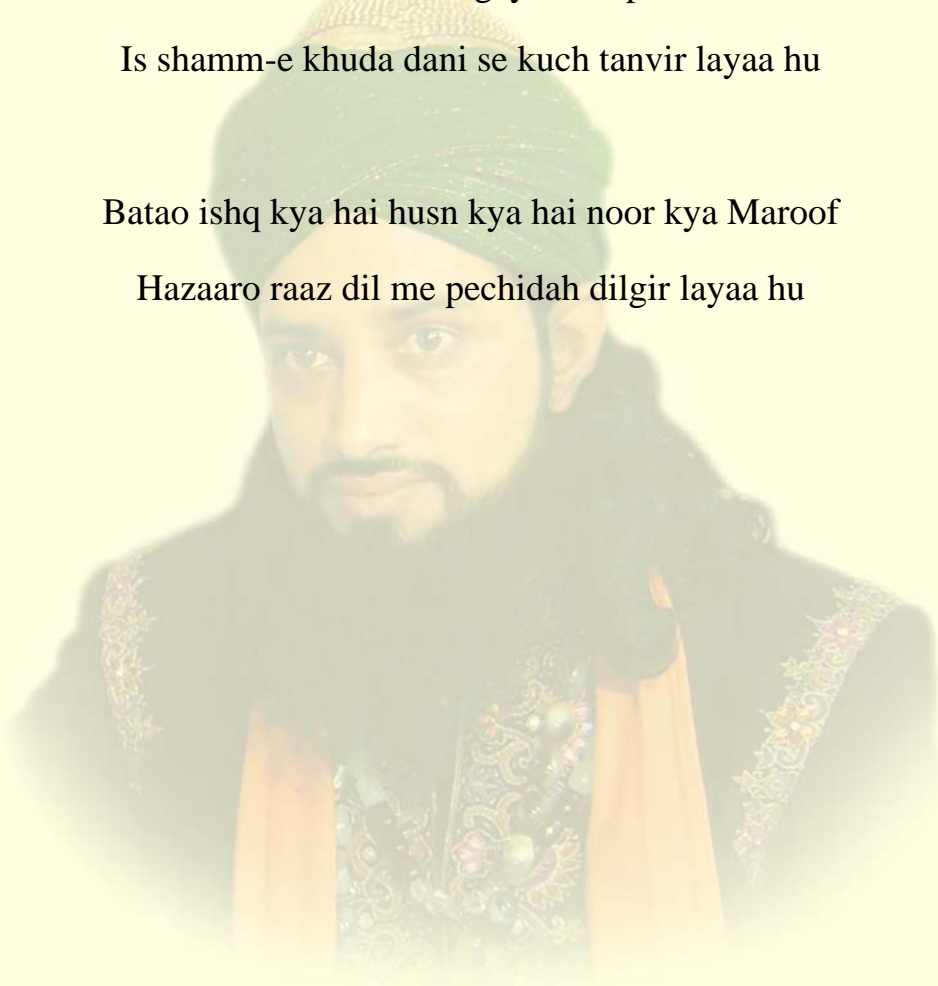 Is shamm-e khuda dani se kuch tanvir layaa hu
Batao ishq kya hai husn kya hai noor kya Maroof
Hazaaro raaz dil me pechidah dilgir layaa hu